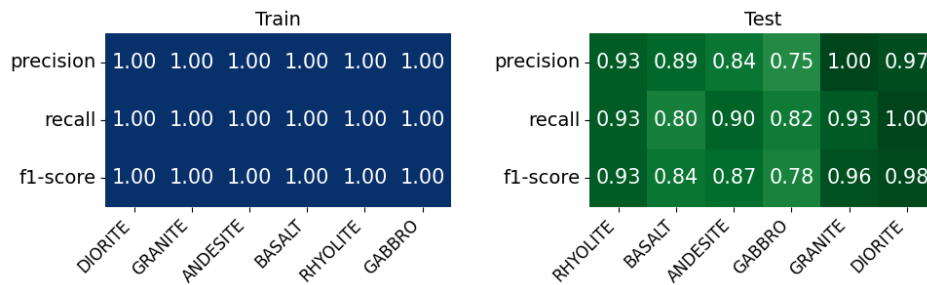 Train
precision 1.00 1.00 1.00 1.00 1.00 1.00
recall 1.00 1.00 1.00 1.00 1.00 1.00
f1-score 1.00 1.00 1.00 1.00 1.00 1.00
DIORITE GRANITE ANDESITE BASALT RHYOLITE GABBRO
Test
precision 0.93 0.89 0.84 0.75 1.00 0.97
recall 0.93 0.80 0.90 0.82 0.93 1.00
f1-score 0.93 0.84 0.87 0.78 0.96 0.98
RHYOLITE BASALT ANDESITE GABBRO GRANITE DIORITE